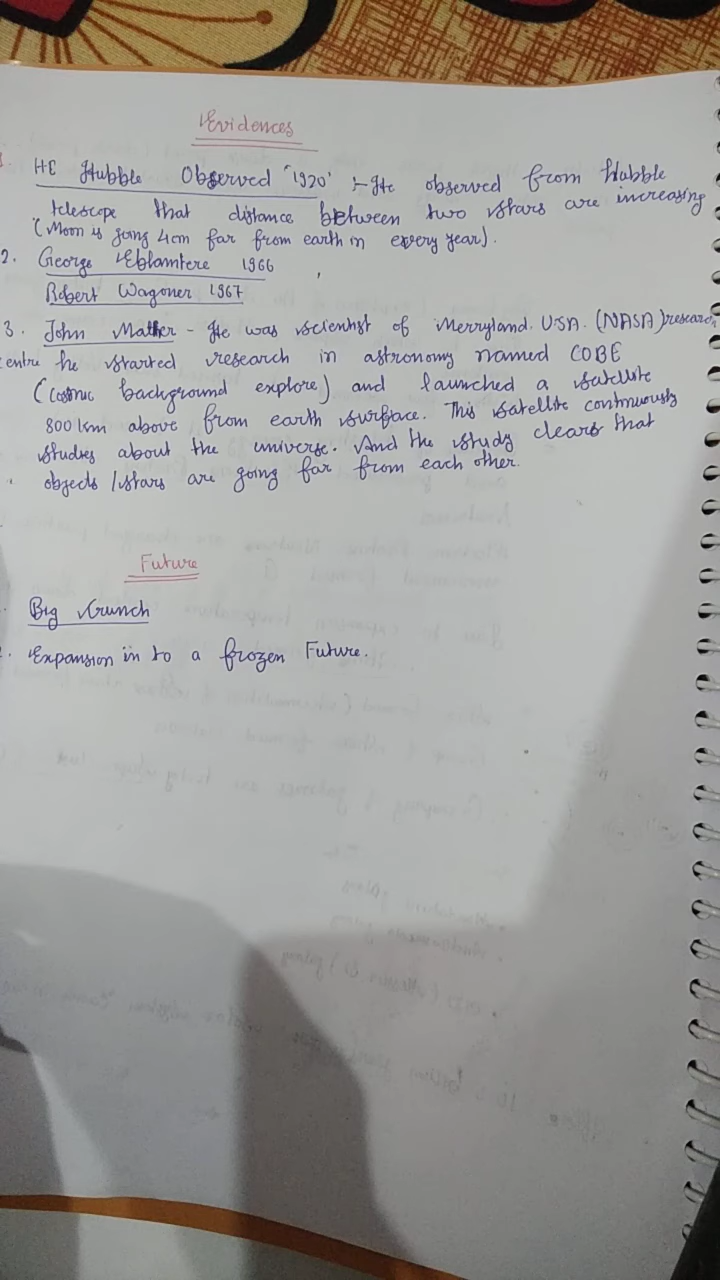 Evidences
HE Hubble Observed '1920' :- He observed from Hubble
telescope that distance between two stars are increasing
(Moon is going 4cm far from earth in every year).
2. George Eblamtere 1966
Robert Wagoner 1967
3. John Mather - He was scientist of Merryland. USA. (NASA) research
centre he started research in astronomy named COBE
(cosmic background explore) and launched a satellite
800 km above from earth surface. This satellite continuously
studies about the universe. And the study clears that
objects / stars are going far from each other.
Future
Big Crunch
Expansion in to a frozen Future.